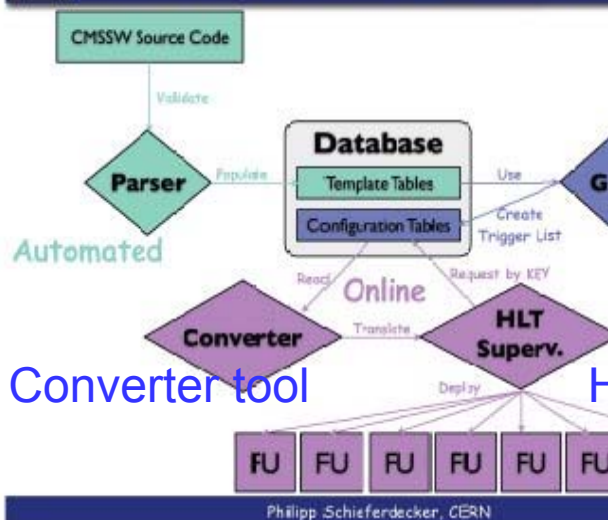 CMSSW Source Code
Validate
Database
Parser
Populate
Template Tables
Use
G
Configuration Tables
Create
Trigger List
Automated
Read
Online
Request by KEY
Converter
Translate
HLT
Superv.
Converter tool
H
Deploy
FU
FU
FU
FU
FU
FU
Philipp Schieferdecker, CERN